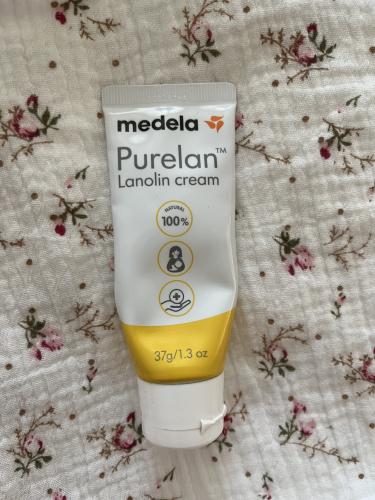 medela
Purelan™
Lanolin cream
NATURAL
100%
37g/1.3 oz